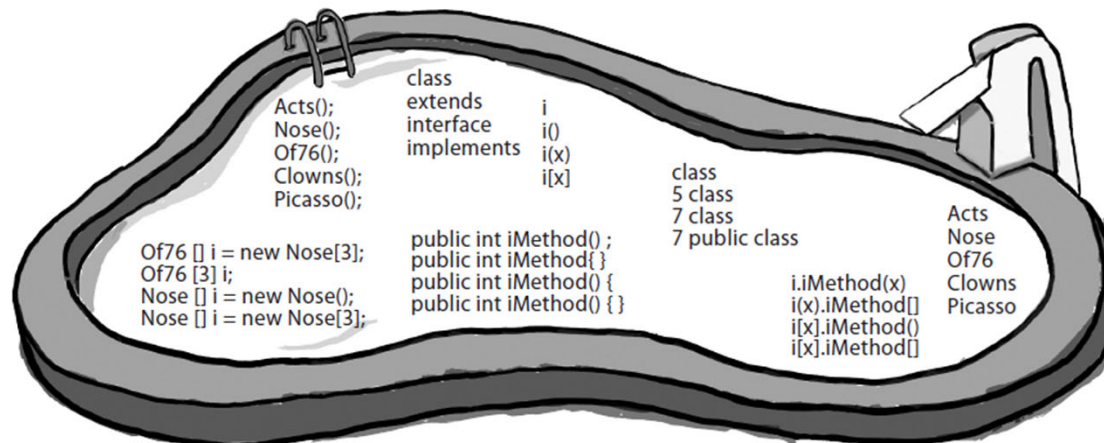 Acts();
Nose();
Of76();
Clowns();
Picasso();
class
extends
interface
implements
i
i()
i(x)
i[x]
class
5 class
7 class
7 public class
Of76 [] i = new Nose[3];
Of76 [3] i;
Nose [] i = new Nose();
Nose [] i = new Nose[3];
public int iMethod() ;
public int iMethod{ }
public int iMethod() {
public int iMethod() { }
i.iMethod(x)
i(x).iMethod[]
i[x].iMethod()
i[x].iMethod[]
Acts
Nose
Of76
Clowns
Picasso